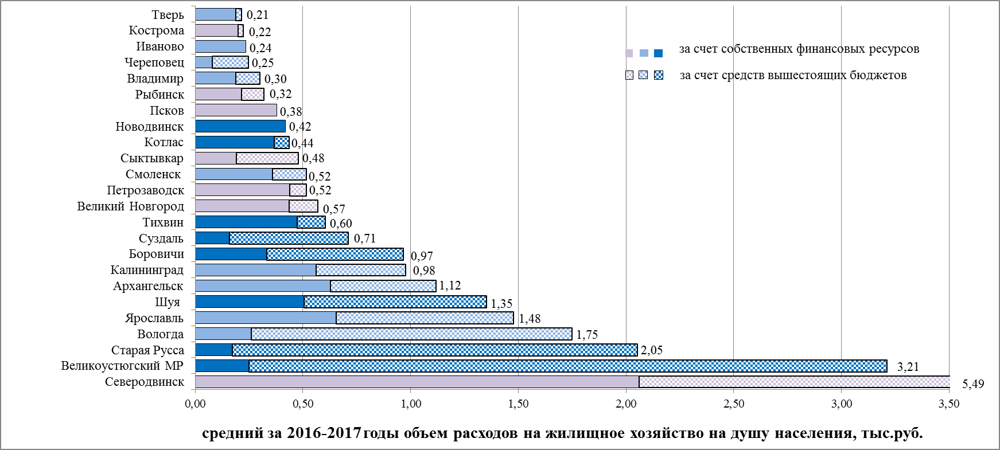 Тверь 0,21
Кострома 0,22
Иваново 0,24
Череповец 0,25
Владимир 0,30
Рыбинск 0,32
Псков 0,38
Новодвинск 0,42
Котлас 0,44
Сыктывкар 0,48
Смоленск 0,52
Петрозаводск 0,52
Великий Новгород 0,57
Тихвин 0,60
Суздаль 0,71
Боровичи 0,97
Калининград 0,98
Архангельск 1,12
Шуя 1,35
Ярославль 1,48
Вологда 1,75
Старая Русса 2,05
Великоустюгский МР 3,21
Северодвинск 5,49
за счет собственных финансовых ресурсов
за счет средств вышестоящих бюджетов
0,00 0,50 1,00 1,50 2,00 2,50 3,00 3,50
средний за 2016-2017 годы объем расходов на жилищное хозяйство на душу населения, тыс.руб.